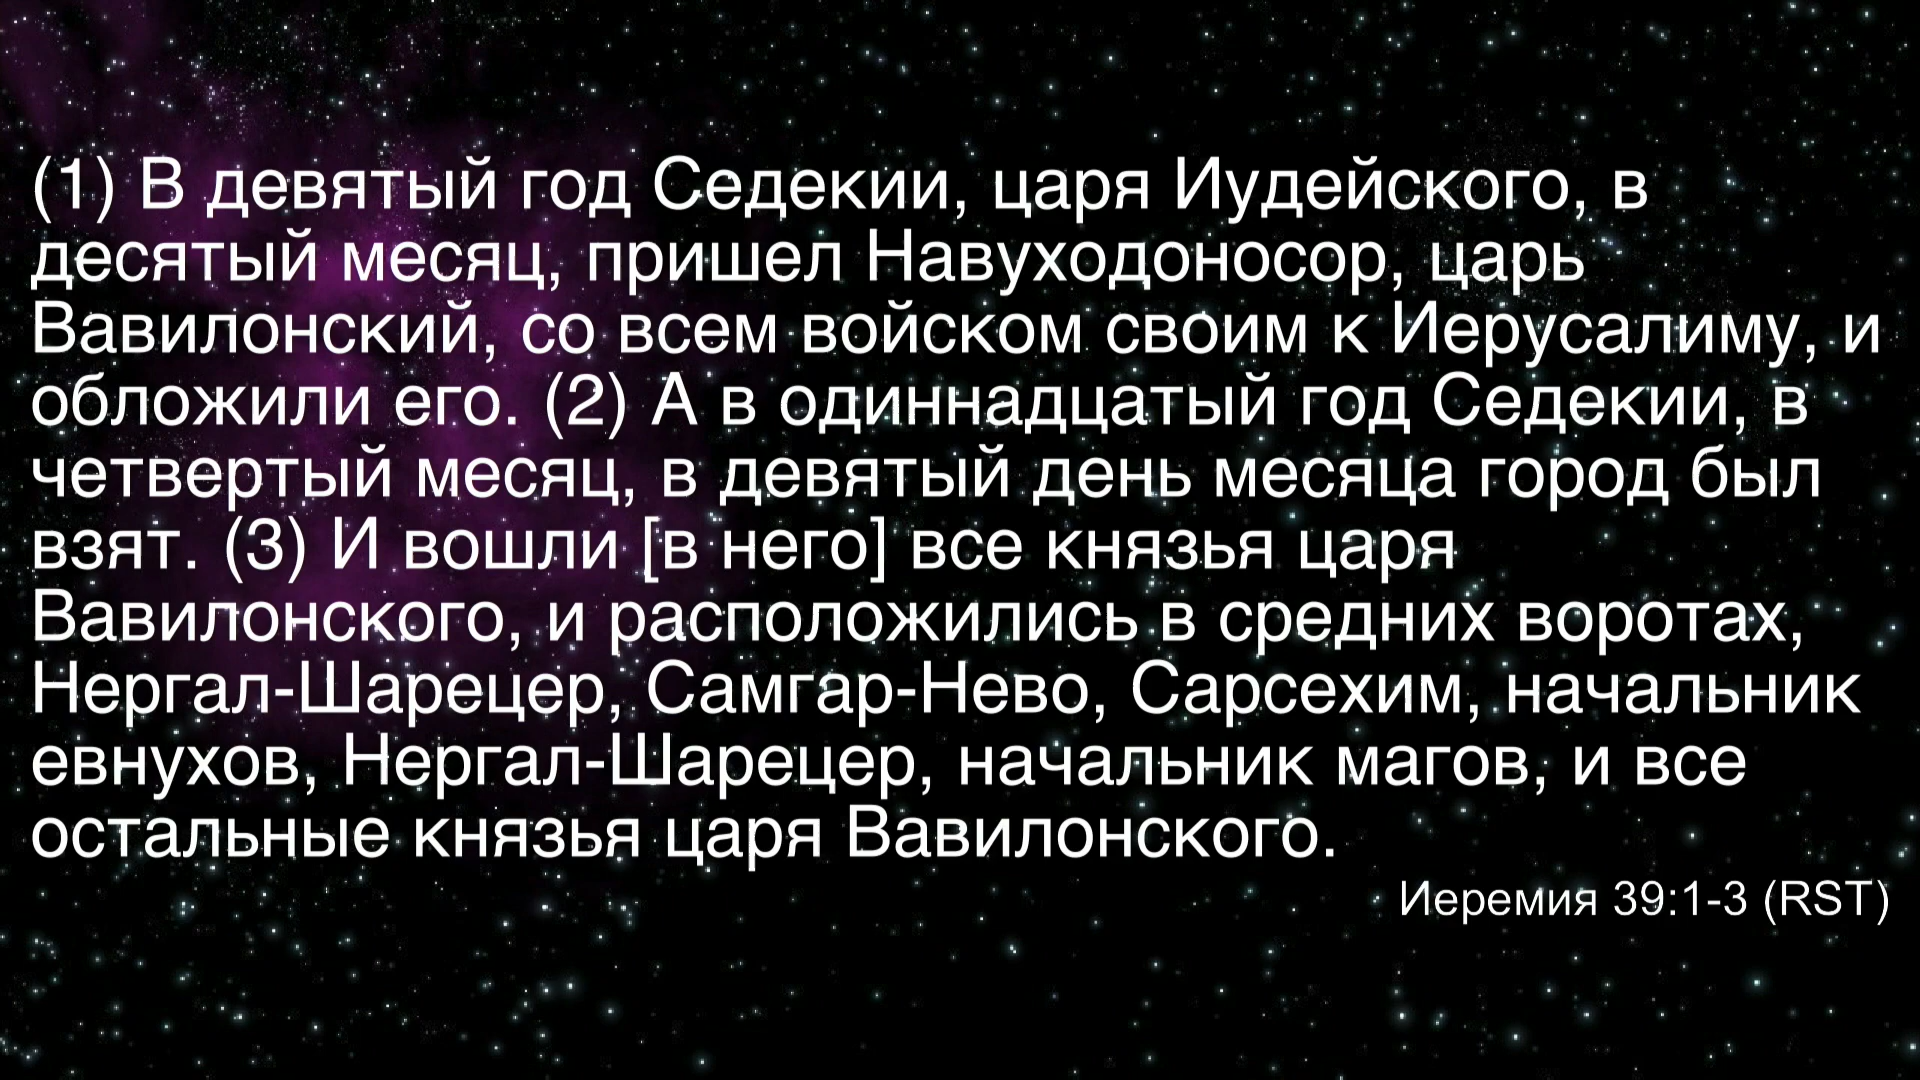 (1) В девятый год Седекии, царя Иудейского, в
десятый месяц, пришел Навуходоносор, царь
Вавилонский, со всем войском своим к Иерусалиму, и
обложили его. (2) А в одиннадцатый год Седекии, в
четвертый месяц, в девятый день месяца город был
взят. (3) И вошли [в него] все князья царя
Вавилонского, и расположились в средних воротах,
Нергал-Шарецер, Самгар-Нево, Сарсехим, начальник
евнухов, Нергал-Шарецер, начальник магов, и все
остальные князья царя Вавилонского.
Иеремия 39:1-3 (RST)